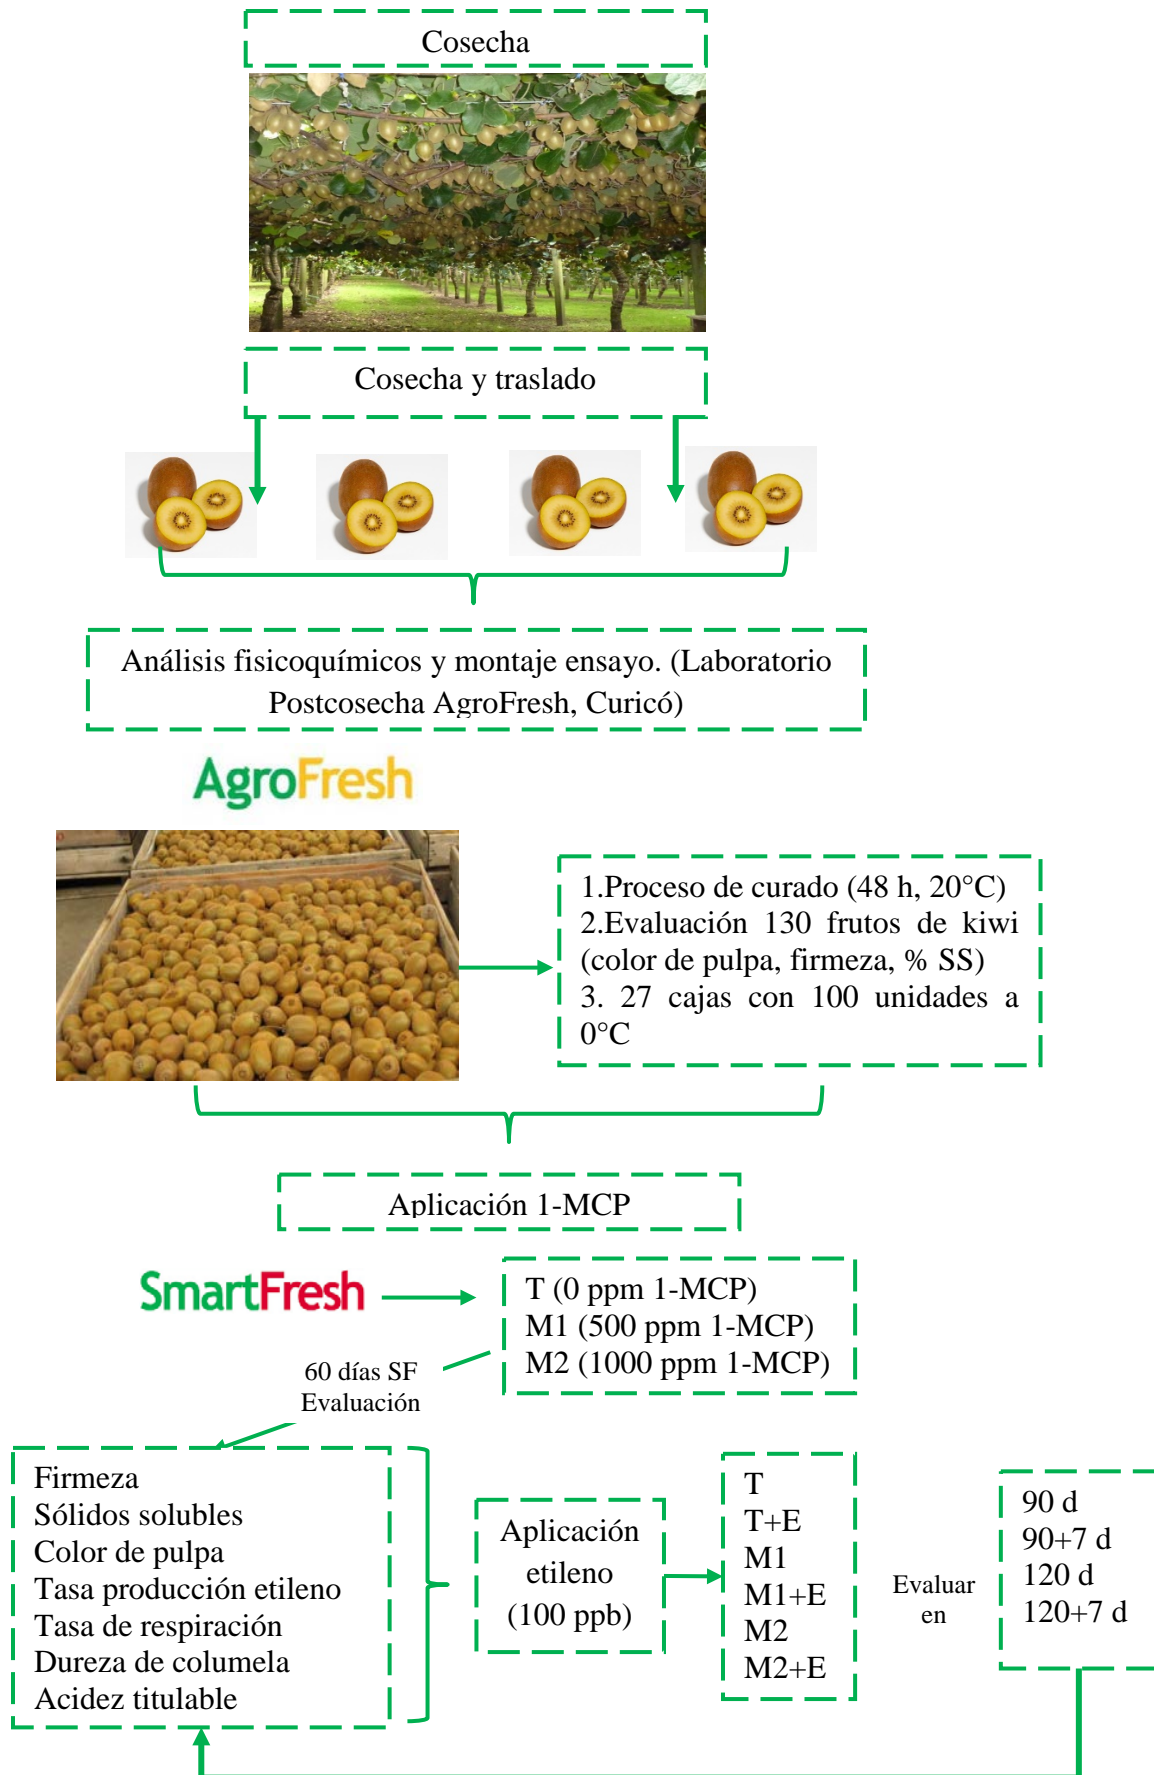 Cosecha
Cosecha y traslado
Análisis fisicoquímicos y montaje ensayo. (Laboratorio
Postcosecha AgroFresh, Curicó)
AgroFresh
1.Proceso de curado (48 h, 20°C)
2.Evaluación 130 frutos de kiwi
(color de pulpa, firmeza, % SS)
3. 27 cajas con 100 unidades a
0°C
Aplicación 1-MCP
SmartFresh
T (0 ppm 1-MCP)
M1 (500 ppm 1-MCP)
M2 (1000 ppm 1-MCP)
60 días SF
Evaluación
Firmeza
Sólidos solubles
Color de pulpa
Tasa producción etileno
Tasa de respiración
Dureza de columela
Acidez titulable
Aplicación
etileno
(100 ppb)
T
T+E
M1
M1+E
M2
M2+E
Evaluar
en
90 d
90+7 d
120 d
120+7 d